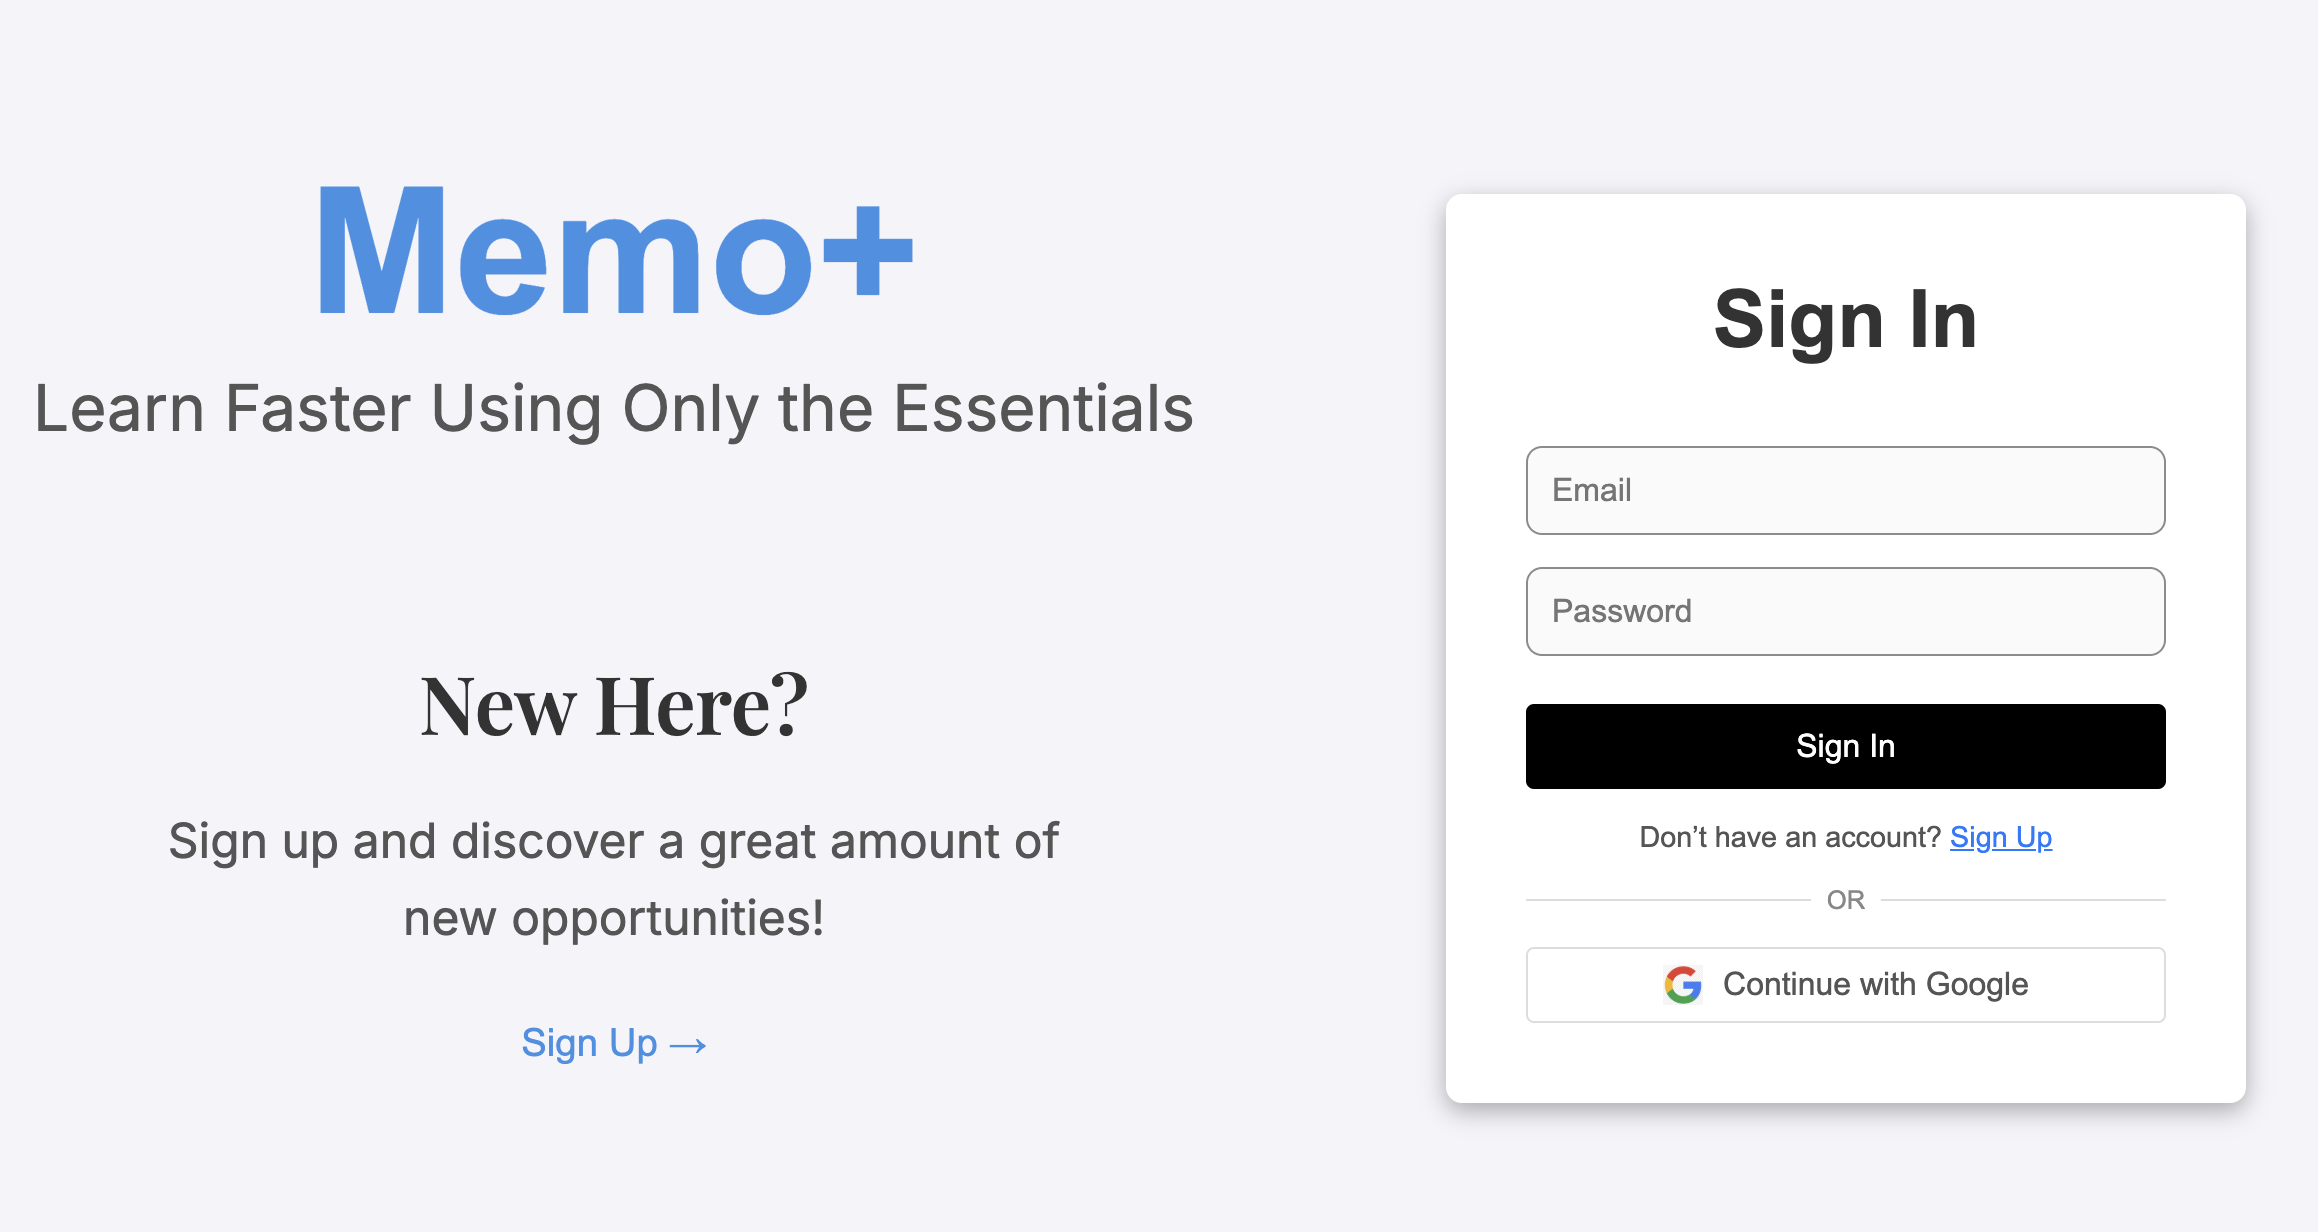 Memo+
Learn Faster Using Only the Essentials
New Here?
Sign up and discover a great amount of
new opportunities!
Sign Up →
Sign In
Email
Password
Sign In
Don’t have an account? Sign Up
OR
Continue with Google